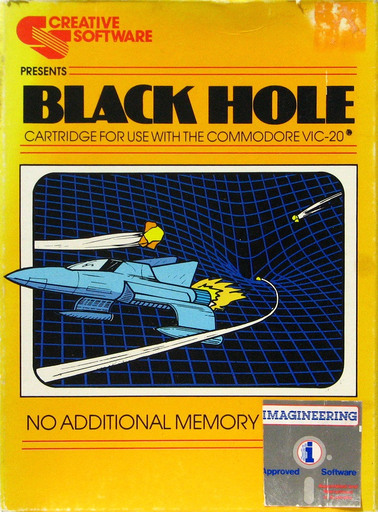 CREATIVE
SOFTWARE
PRESENTS
BLACK HOLE
CARTRIDGE FOR USE WITH THE COMMODORE VIC-20®
NO ADDITIONAL MEMORY
IMAGINEERING
Approved Software